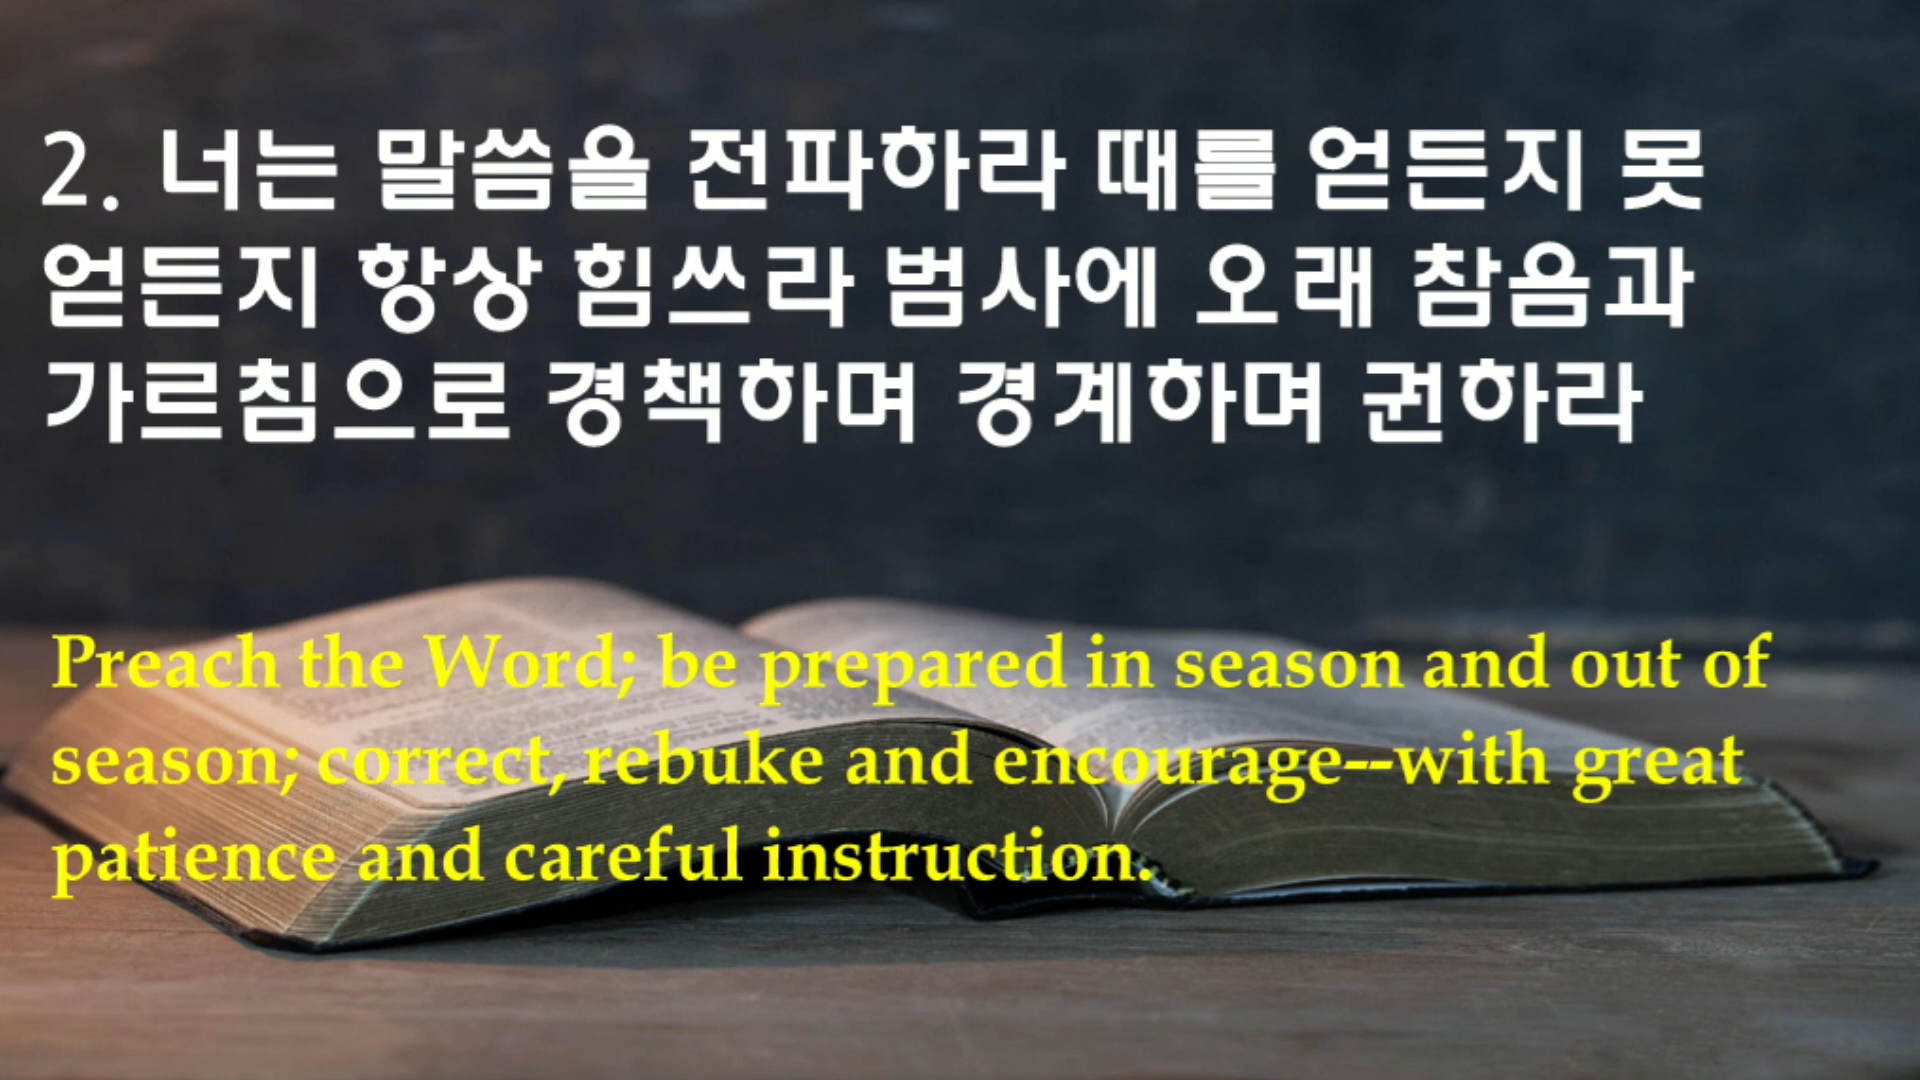 2. 너는 말씀을 전파하라 때를 얻든지 못
얻든지 항상 힘쓰라 범사에 오래 참음과
가르침으로 경책하며 경계하며 권하라
Preach the Word; be prepared in season and out of
season; correct, rebuke and encourage--with great
patience and careful instruction.